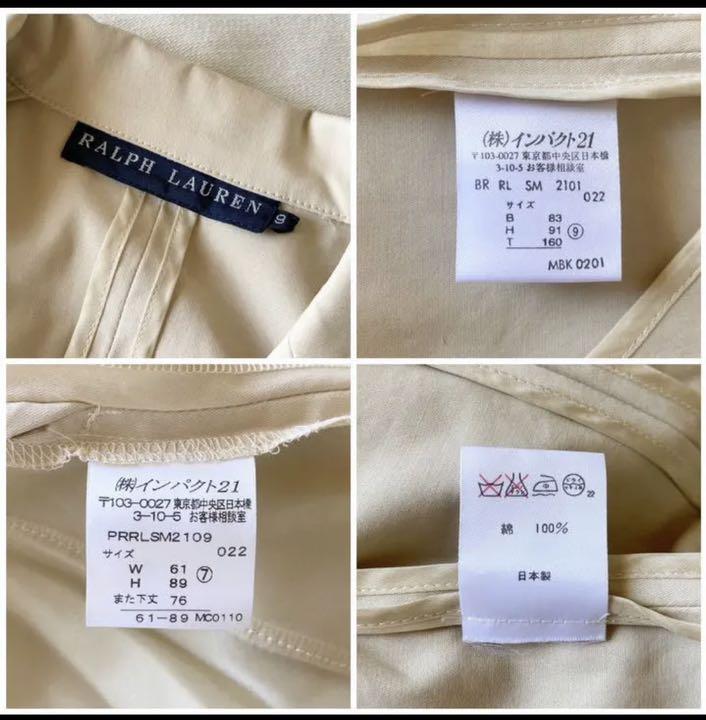 RALPH LAUREN 9
(株)インパクト21
〒103-0027 東京都中央区日本橋
3-10-5 お客様相談室
BR RL SM 2101
022
サイズ
B 83
H 91 ⑨
T 160
MBK 0201
(株)インパクト21
〒103-0027 東京都中央区日本橋
3-10-5 お客様相談室
PRRLSM2109
サイズ 022
W 61
H 89 ⑦
また下丈 76
61-89 MC0110
22
綿 100%
日本製